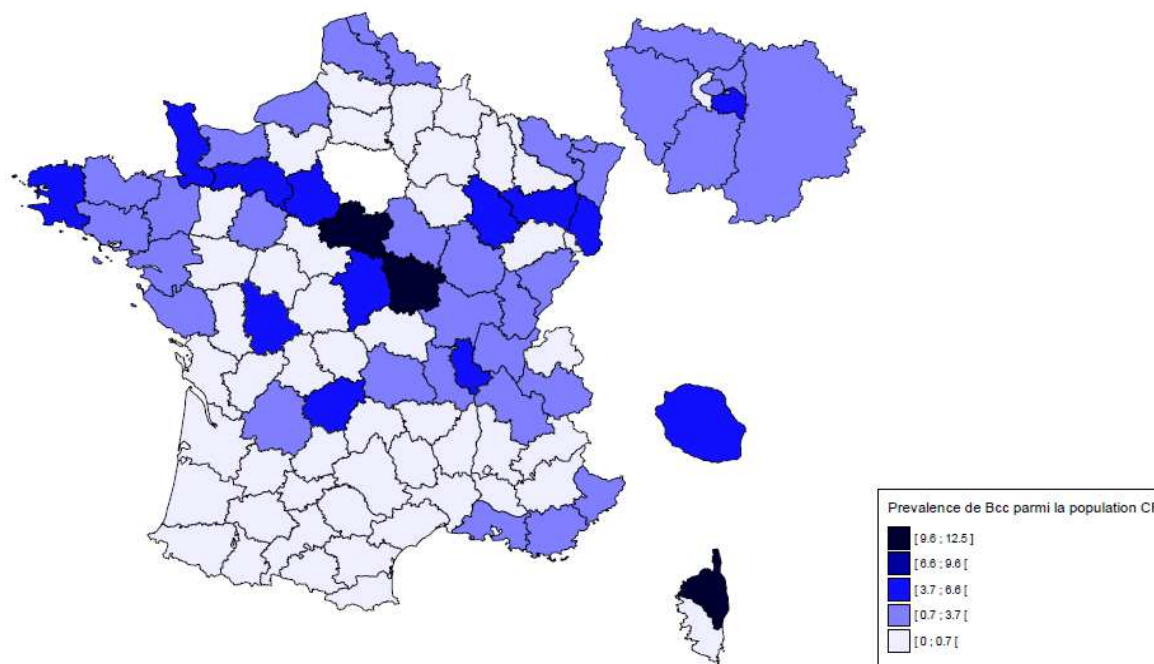 Prevalence de Bcc parmi la population CF
[ 9.6 ; 12.5 ]
[ 6.6 ; 9.6 [
[ 3.7 ; 6.6 [
[ 0.7 ; 3.7 [
[ 0 ; 0.7 [